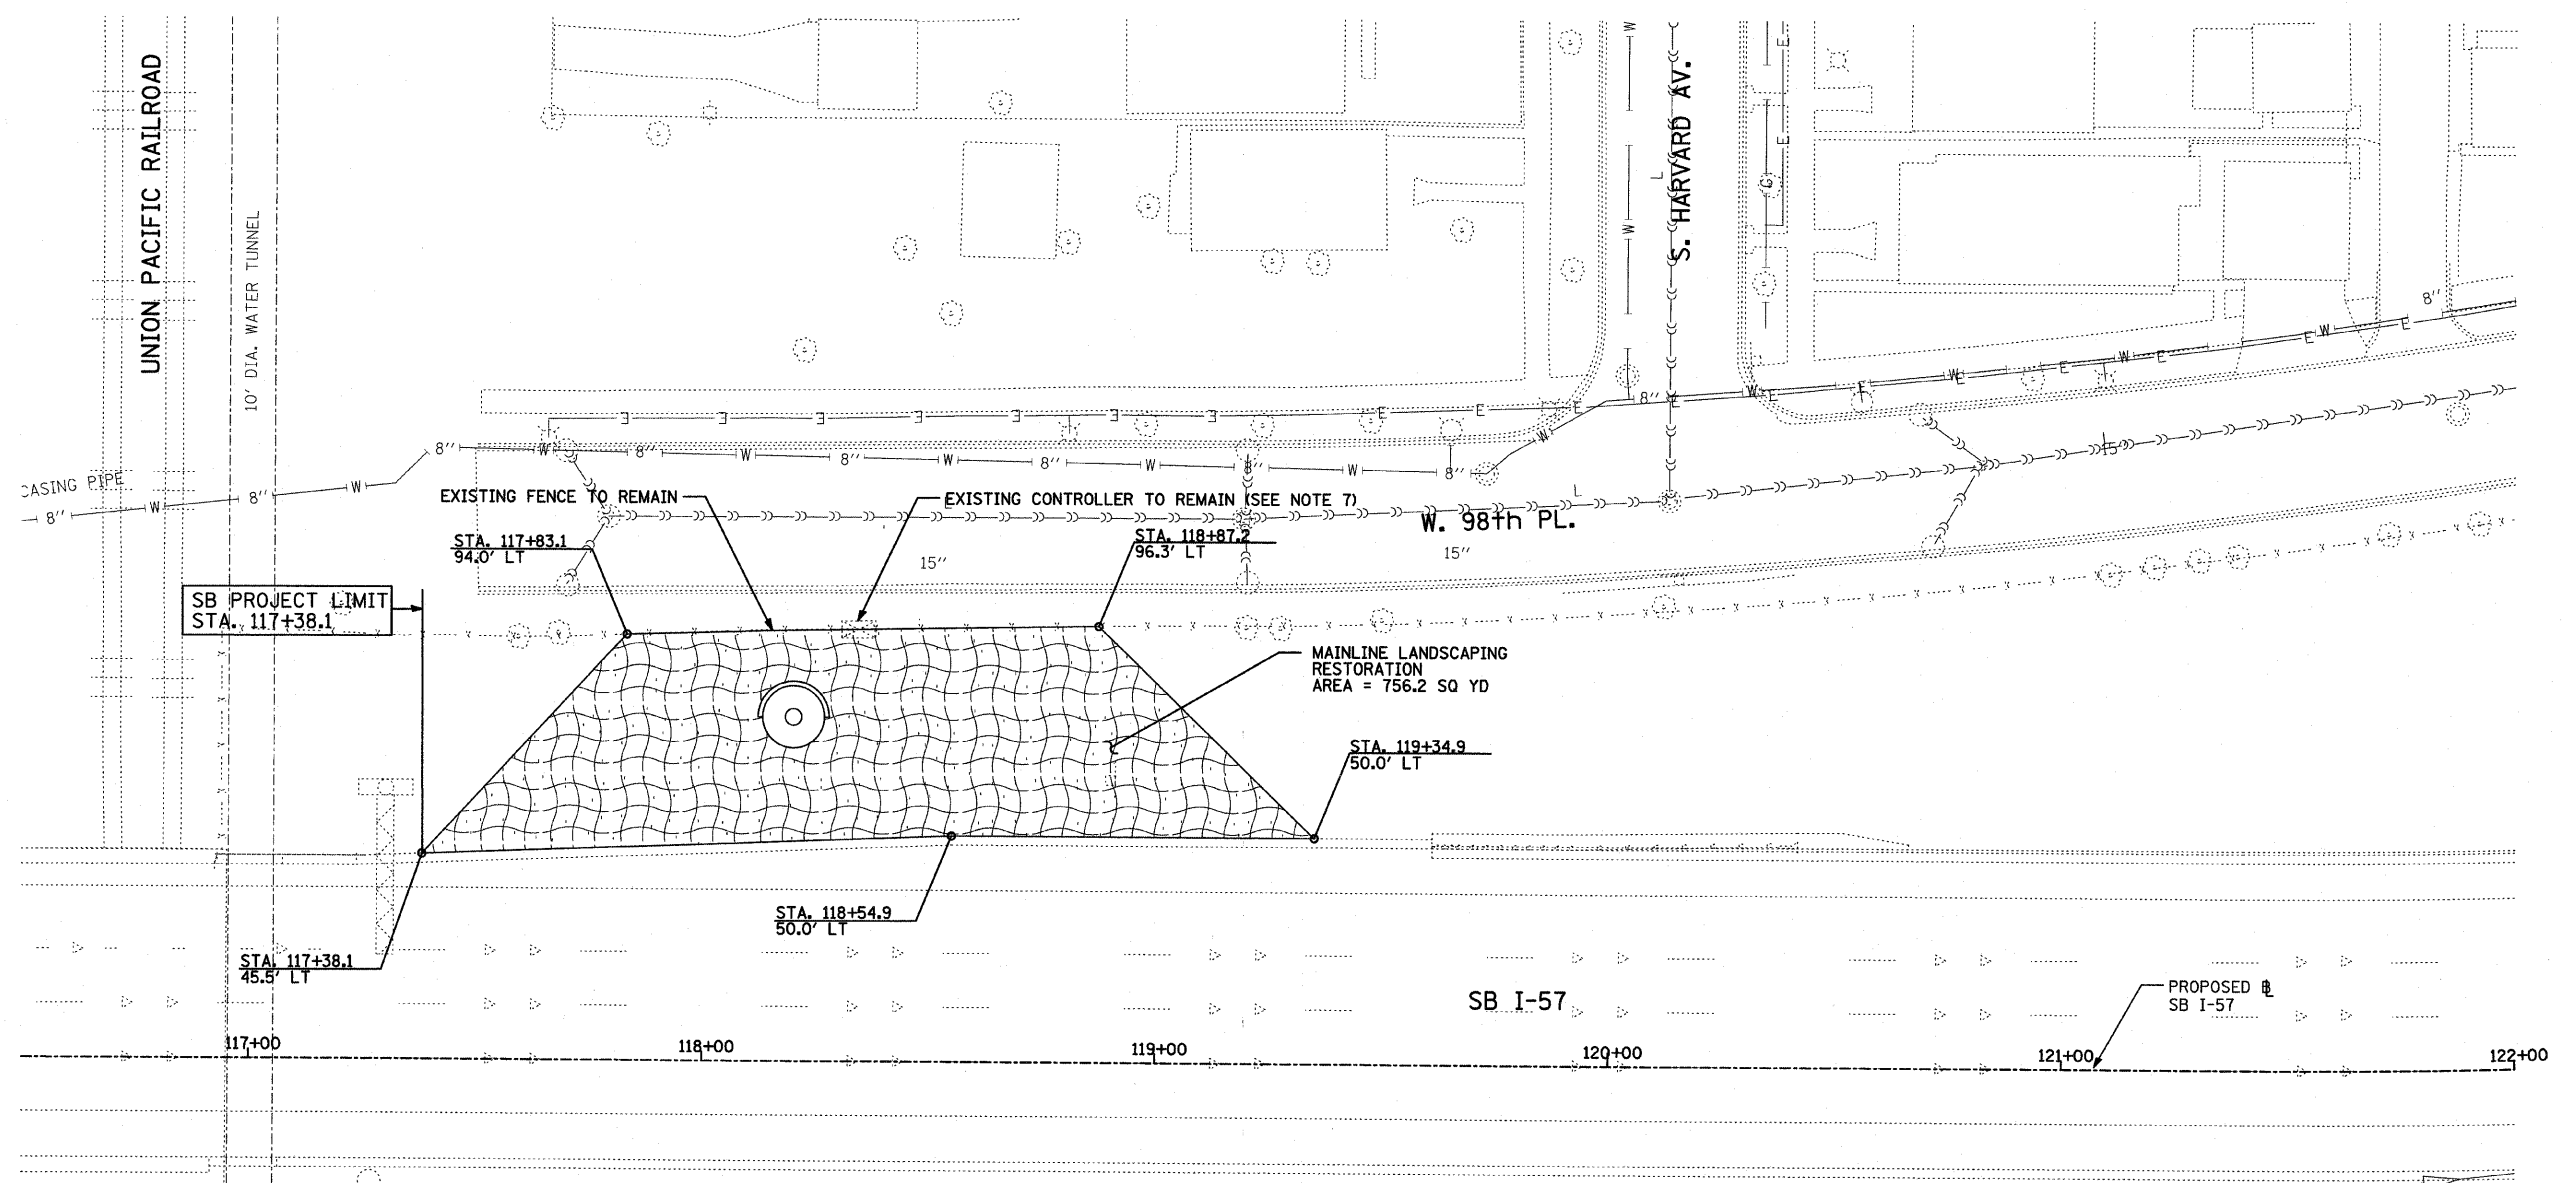 UNION PACIFIC RAILROAD
10' DIA. WATER TUNNEL
S. HARVARD AV.
L
G
E
E
W
W
8''
W
E
E
W
E
W
E
W
E
8''
E
E
E
E
E
E
E
E
E
E
W
8''
W
8''
W
8''
W
8''
W
8''
W
8''
W
CASING PIPE
8''
W
8''
W
EXISTING FENCE TO REMAIN
EXISTING CONTROLLER TO REMAIN (SEE NOTE 7)
L
L
15''
W. 98th PL.
STA. 117+83.1
94.0' LT
STA. 118+87.2
96.3' LT
15''
15''
SB PROJECT LIMIT
STA. 117+38.1
MAINLINE LANDSCAPING
RESTORATION
AREA = 756.2 SQ YD
STA. 119+34.9
50.0' LT
STA. 118+54.9
50.0' LT
STA. 117+38.1
45.5' LT
SB I-57
PROPOSED ℄
SB I-57
117+00
118+00
119+00
120+00
121+00
122+00